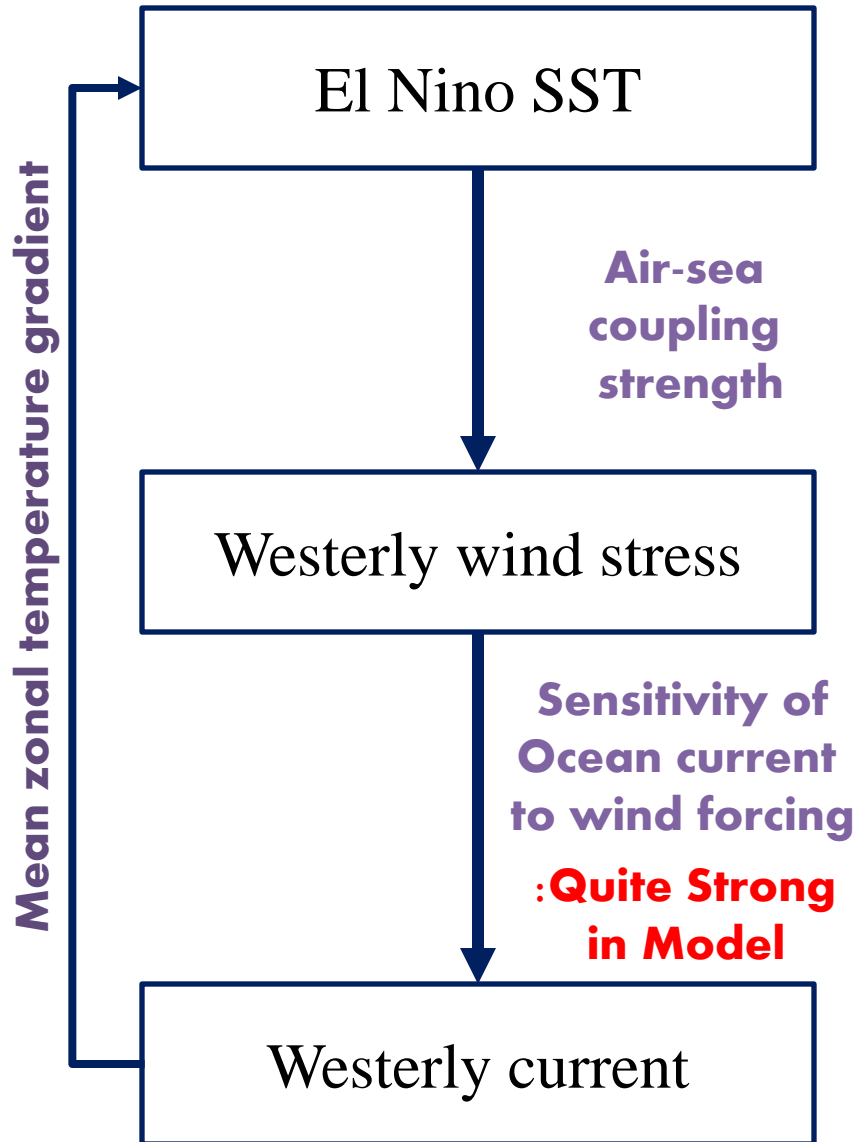 El Nino SST
Mean zonal temperature gradient
Air-sea
coupling
strength
Westerly wind stress
Sensitivity of
Ocean current
to wind forcing
:Quite Strong
in Model
Westerly current